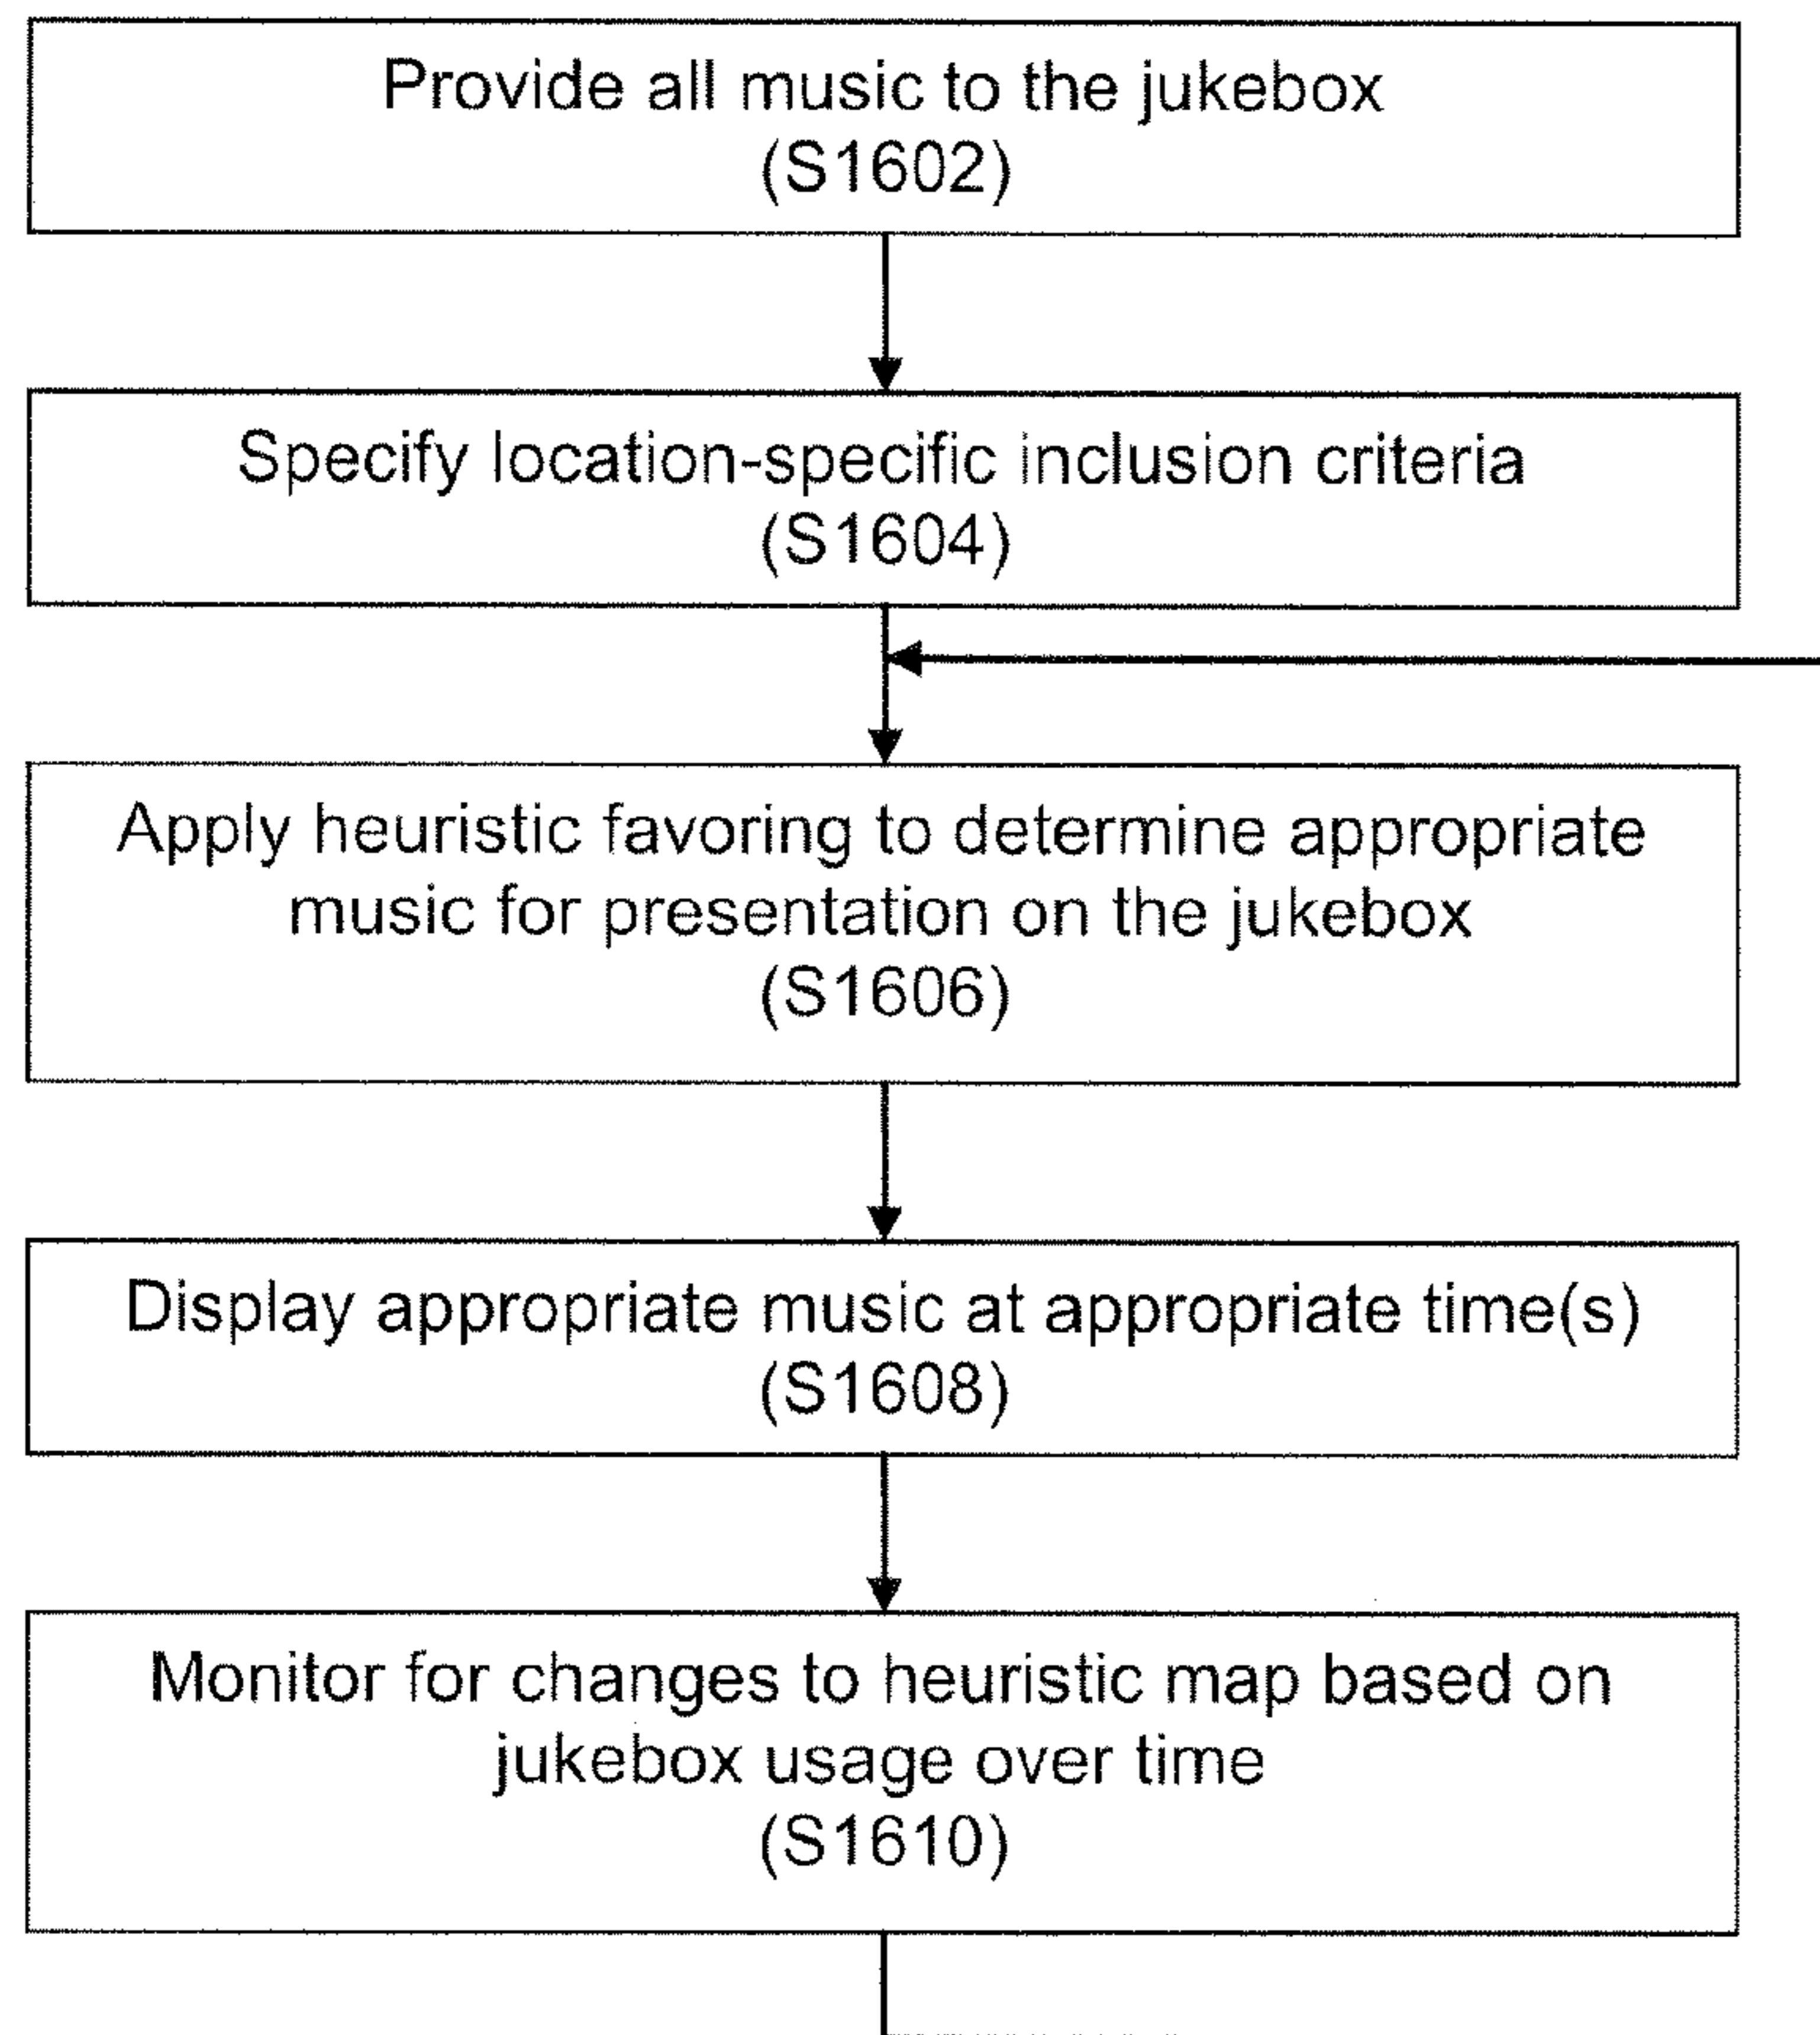 Provide all music to the jukebox
(S1602)
Specify location-specific inclusion criteria
(S1604)
Apply heuristic favoring to determine appropriate
music for presentation on the jukebox
(S1606)
Display appropriate music at appropriate time(s)
(S1608)
Monitor for changes to heuristic map based on
jukebox usage over time
(S1610)